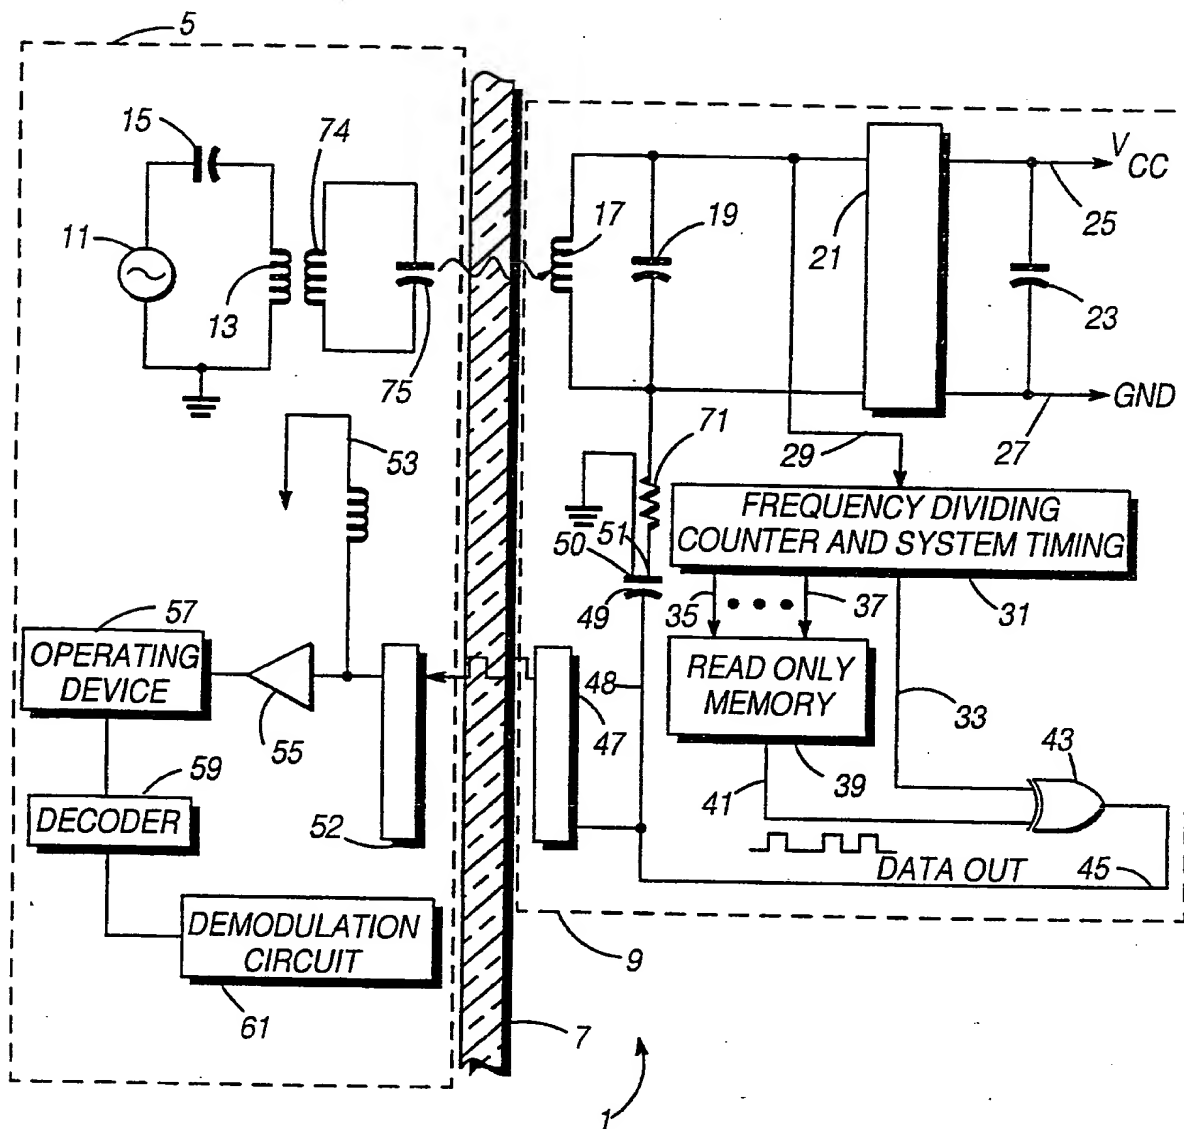 5
15
74
11
13
75
17
19
21
V
CC
25
23
GND
27
29
71
53
50
51
49
FREQUENCY DIVIDING
COUNTER AND SYSTEM TIMING
35
37
31
57
OPERATING
DEVICE
55
READ ONLY
MEMORY
48
47
33
39
41
43
59
DECODER
52
DATA OUT
45
DEMODULATION
CIRCUIT
61
9
7
1